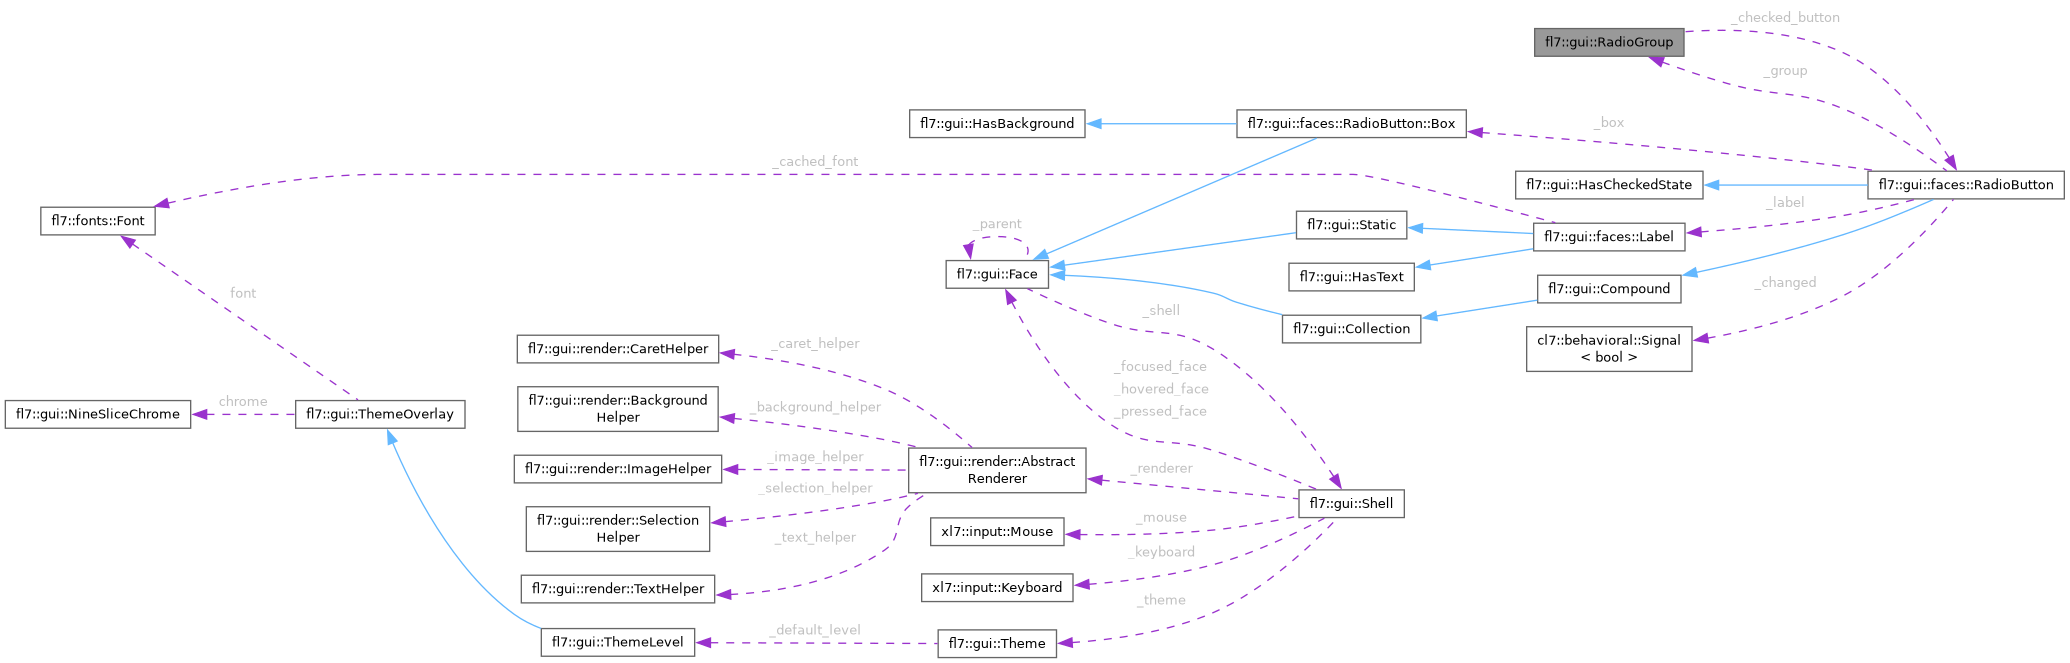 _checked_button
fl7::gui::RadioGroup
_group
fl7::gui::HasBackground
fl7::gui::faces::RadioButton::Box
_box
_cached_font
fl7::gui::HasCheckedState
fl7::gui::faces::RadioButton
_label
fl7::fonts::Font
_parent
fl7::gui::Static
fl7::gui::faces::Label
fl7::gui::Face
fl7::gui::HasText
_changed
font
fl7::gui::Compound
_shell
fl7::gui::Collection
cl7::behavioral::Signal
< bool >
_caret_helper
fl7::gui::render::CaretHelper
_focused_face
_hovered_face
_pressed_face
chrome
fl7::gui::NineSliceChrome
fl7::gui::ThemeOverlay
fl7::gui::render::Background
Helper
_background_helper
_image_helper
fl7::gui::render::ImageHelper
fl7::gui::render::Abstract
Renderer
_renderer
_selection_helper
fl7::gui::Shell
fl7::gui::render::Selection
Helper
_mouse
xl7::input::Mouse
_text_helper
_keyboard
fl7::gui::render::TextHelper
xl7::input::Keyboard
_theme
_default_level
fl7::gui::ThemeLevel
fl7::gui::Theme